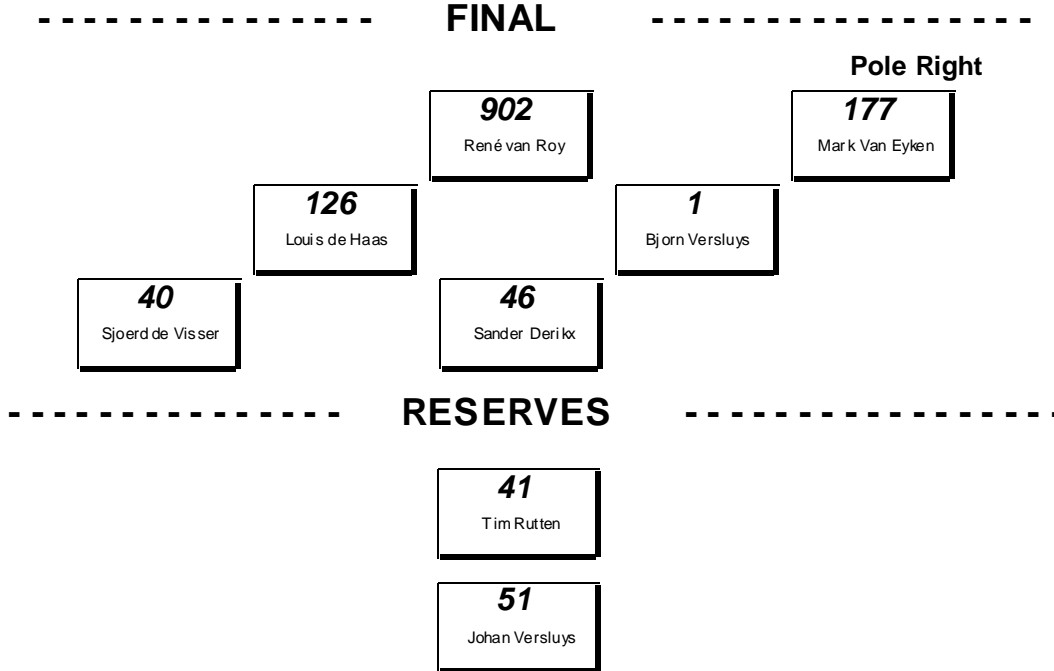 - - - - - - - - - - - - - - - - FINAL - - - - - - - - - - - - - - - - -
Pole Right
902 177
René van Roy Mark Van Eyken
126 1
Louis de Haas Bjorn Versluys
40 46
Sjoerd de Visser Sander Derikx
- - - - - - - - - - - - - - - - RESERVES - - - - - - - - - - - - - - - - -
41
Tim Rutten
51
Johan Versluys